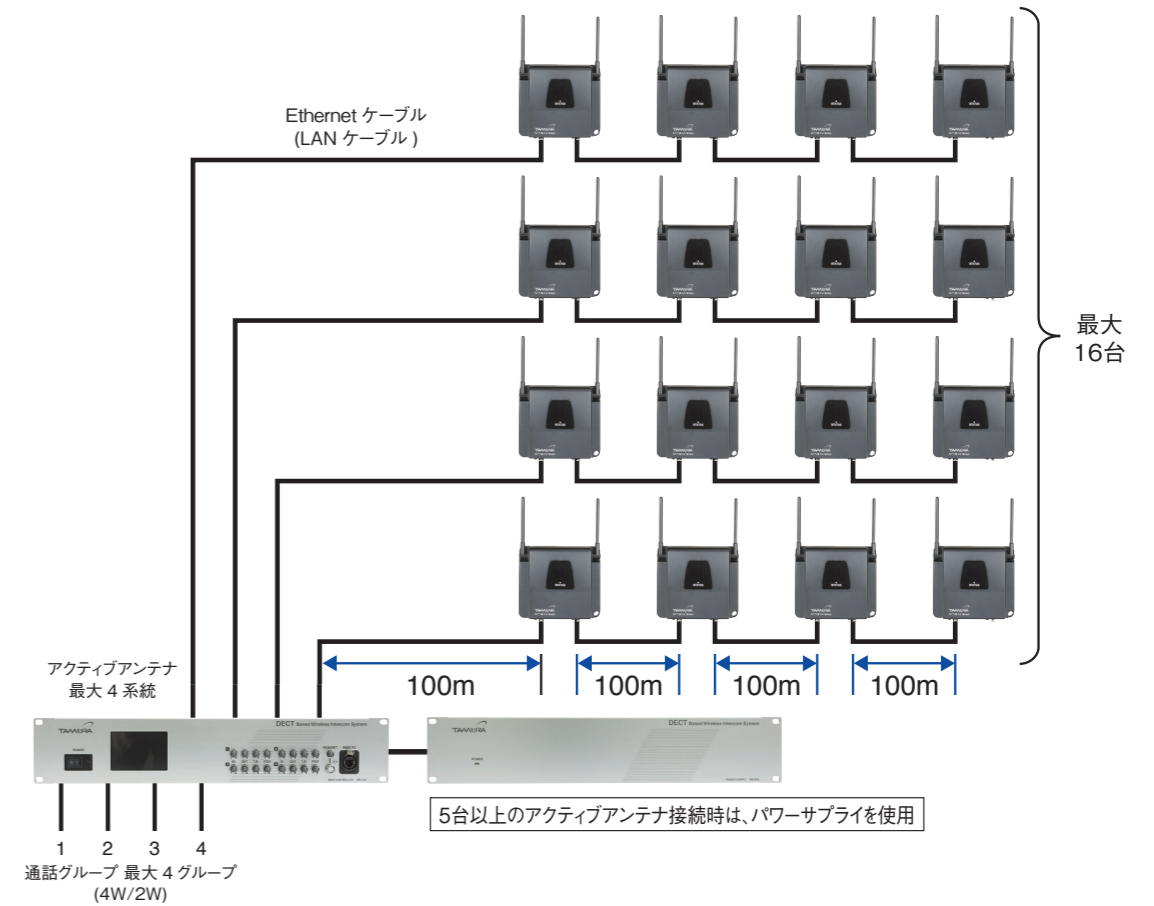 Ethernet ケーブル
(LAN ケーブル )
最大
16台
100m
100m
100m
100m
アクティブアンテナ
最大 4 系統
TAMURA
DECT Based Wireless Intercom System
POWER
TAMURA
DECT Based Wireless Intercom System
POWER
5台以上のアクティブアンテナ接続時は、パワーサプライを使用
1
2
3
4
通話グループ 最大 4 グループ
(4W/2W)